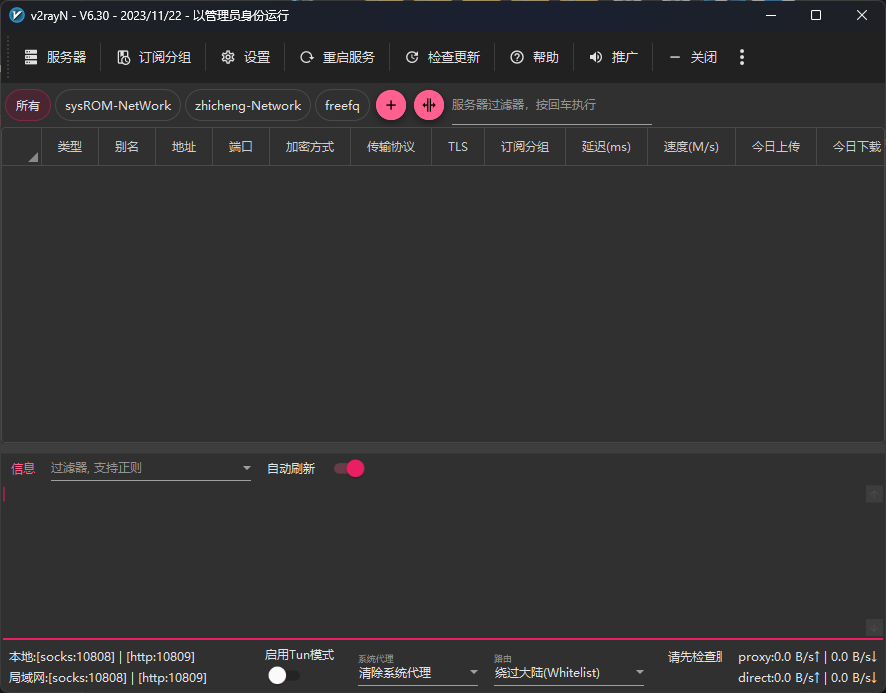 v2rayN - V6.30 - 2023/11/22 - 以管理员身份运行
服务器 订阅分组 设置 重启服务 检查更新 帮助 推广 关闭
所有 sysROM-NetWork zhicheng-Network freefq 服务器过滤器，按回车执行
类型 别名 地址 端口 加密方式 传输协议 TLS 订阅分组 延迟(ms) 速度(M/s) 今日上传 今日下载
信息 过滤器, 支持正则 自动刷新
本地:[socks:10808] | [http:10809]
局域网:[socks:10808] | [http:10809]
启用Tun模式
系统代理
清除系统代理
路由
绕过大陆(Whitelist)
请先检查
proxy:0.0 B/s↑ | 0.0 B/s↓
direct:0.0 B/s↑ | 0.0 B/s↓